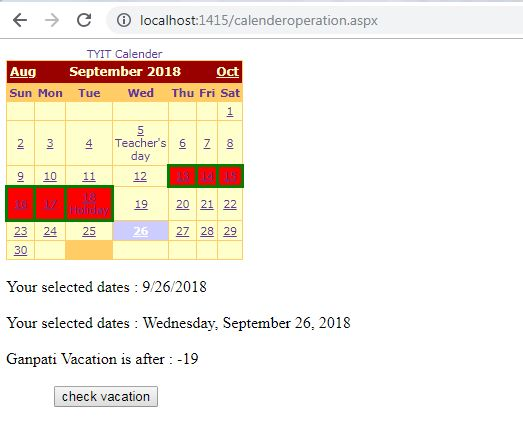 localhost:1415/calenderoperation.aspx
TYIT Calender
Aug September 2018 Oct
Sun Mon Tue Wed Thu Fri Sat
1
2 3 4 5 Teacher's day 6 7 8
9 10 11 12 13 14 15
16 17 18 Holiday 19 20 21 22
23 24 25 26 27 28 29
30
Your selected dates : 9/26/2018
Your selected dates : Wednesday, September 26, 2018
Ganpati Vacation is after : -19
check vacation